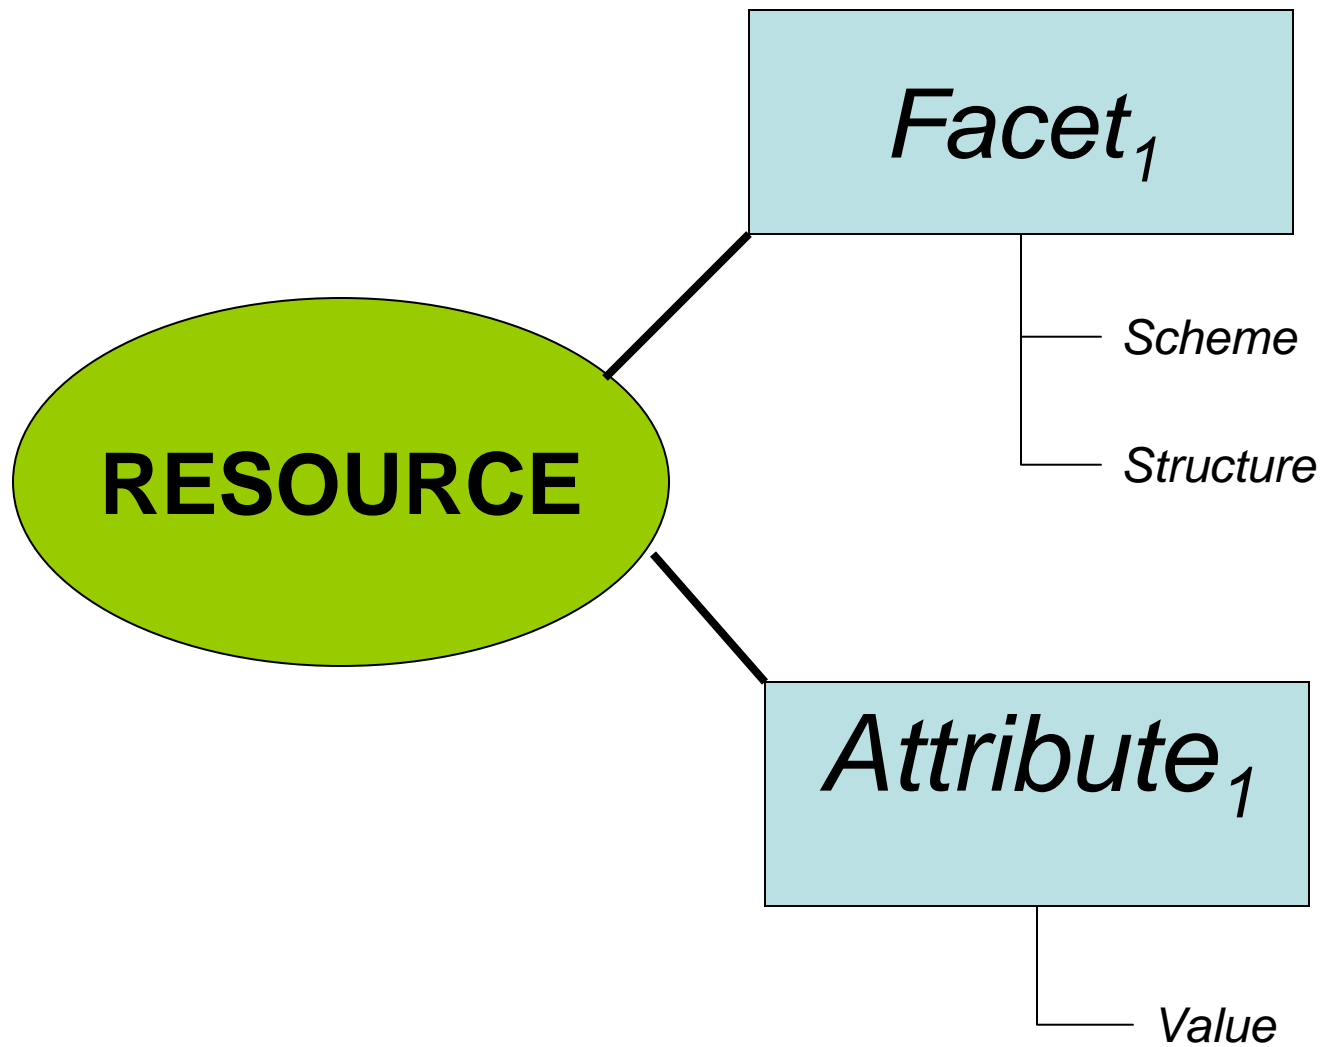 Facet₁
Scheme
Structure
RESOURCE
Attribute₁
Value